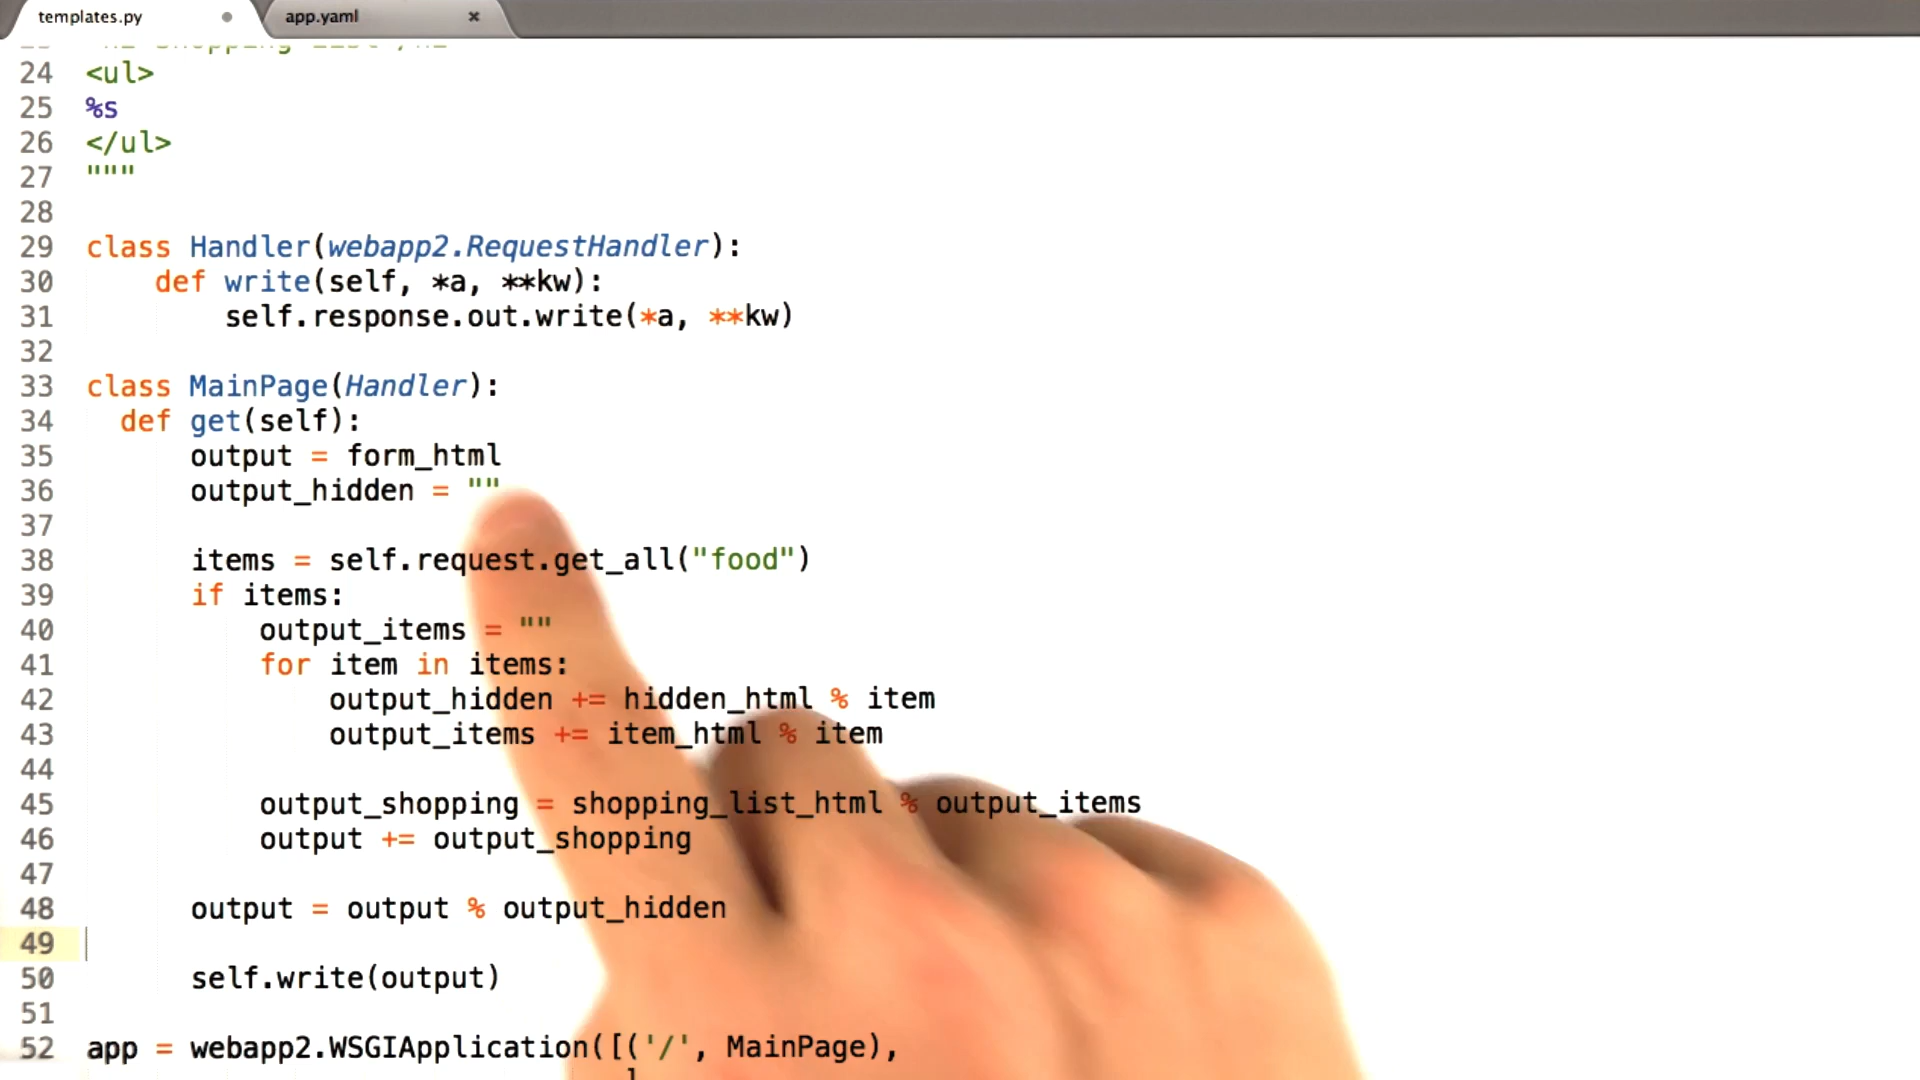 templates.py
app.yaml
24 <ul>
25 %s
26 </ul>
27 """
28
29 class Handler(webapp2.RequestHandler):
30 def write(self, *a, **kw):
31 self.response.out.write(*a, **kw)
32
33 class MainPage(Handler):
34 def get(self):
35 output = form_html
36 output_hidden = ""
37
38 items = self.request.get_all("food")
39 if items:
40 output_items = ""
41 for item in items:
42 output_hidden += hidden_html % item
43 output_items += item_html % item
44
45 output_shopping = shopping_list_html % output_items
46 output += output_shopping
47
48 output = output % output_hidden
49
50 self.write(output)
51
52 app = webapp2.WSGIApplication([('/', MainPage),